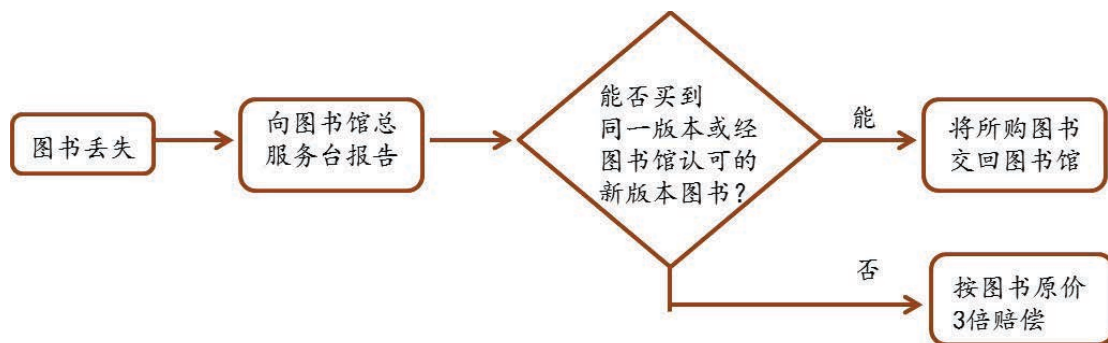 图书丢失
向图书馆总
服务台报告
能否买到
同一版本或经
图书馆认可的
新版本图书？
能
将所购图书
交回图书馆
否
按图书原价
3倍赔偿